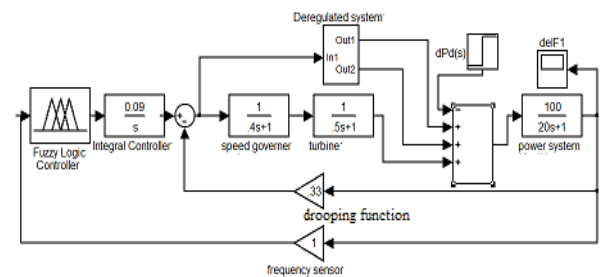 Deregulated system
Out1
In1
Out2
dPd(s)
delF1
Fuzzy Logic
Controller
0.09
s
Integral Controller
1
.4s+1
speed governer
1
.5s+1
turbine
100
20s+1
power system
.33
drooping function
1
frequency sensor